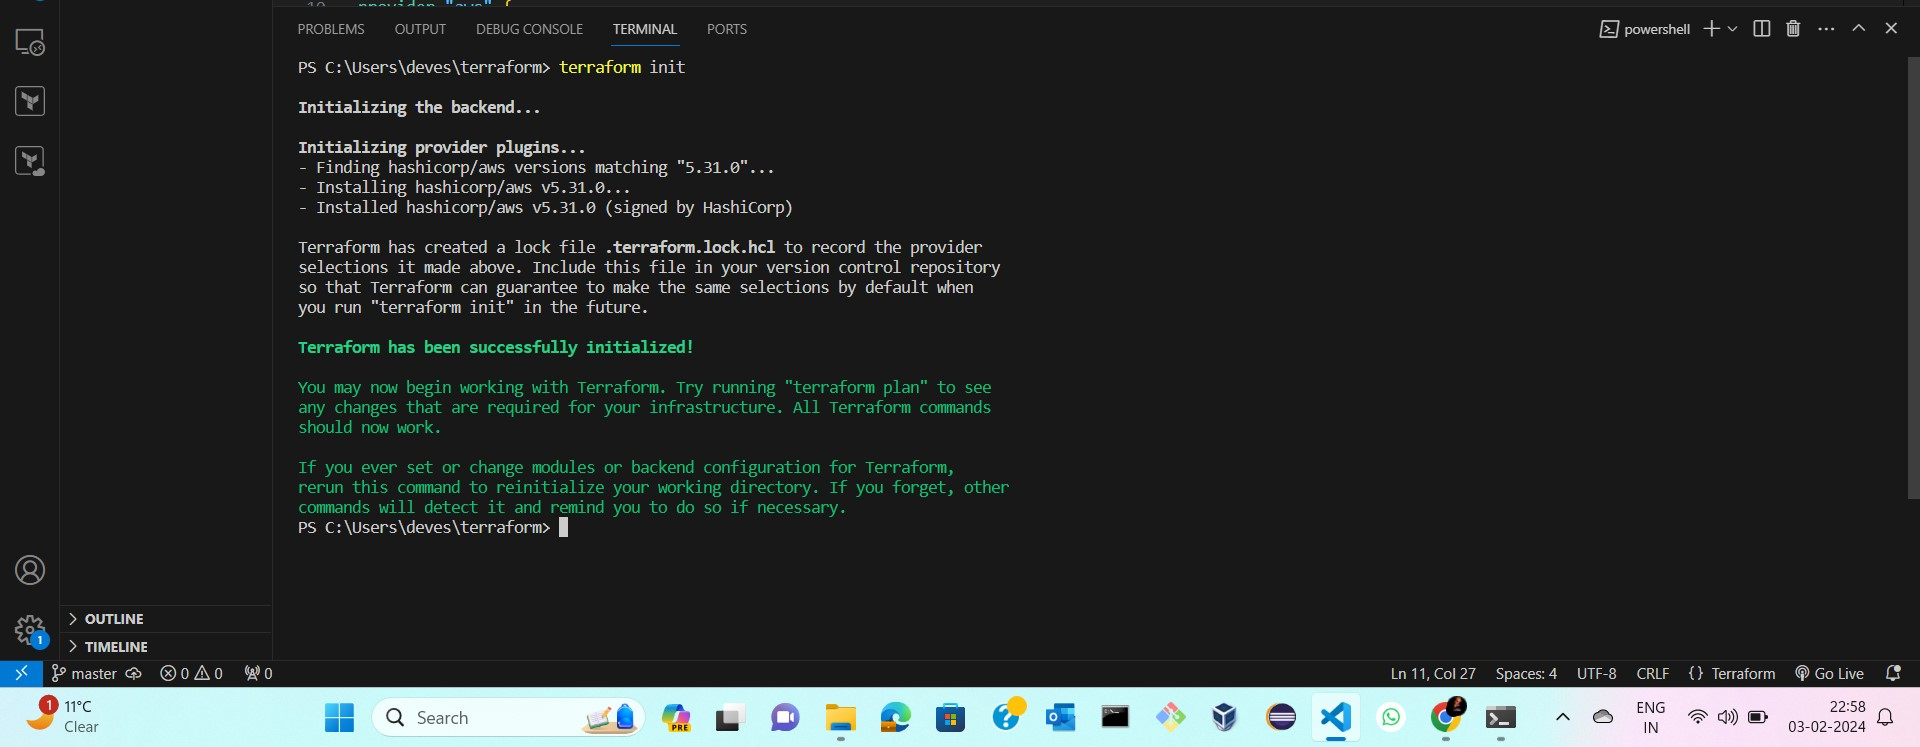 provider "aws" {
PROBLEMS OUTPUT DEBUG CONSOLE TERMINAL PORTS
powershell
PS C:\Users\deves\terraform> terraform init
Initializing the backend...
Initializing provider plugins...
- Finding hashicorp/aws versions matching "5.31.0"...
- Installing hashicorp/aws v5.31.0...
- Installed hashicorp/aws v5.31.0 (signed by HashiCorp)
Terraform has created a lock file .terraform.lock.hcl to record the provider
selections it made above. Include this file in your version control repository
so that Terraform can guarantee to make the same selections by default when
you run "terraform init" in the future.
Terraform has been successfully initialized!
You may now begin working with Terraform. Try running "terraform plan" to see
any changes that are required for your infrastructure. All Terraform commands
should now work.
If you ever set or change modules or backend configuration for Terraform,
rerun this command to reinitialize your working directory. If you forget, other
commands will detect it and remind you to do so if necessary.
PS C:\Users\deves\terraform>
OUTLINE
1
TIMELINE
master 0 0 0 Ln 11, Col 27 Spaces: 4 UTF-8 CRLF {} Terraform Go Live
1 11°C
Clear
Search
PRE
ENG
IN
22:58
03-02-2024